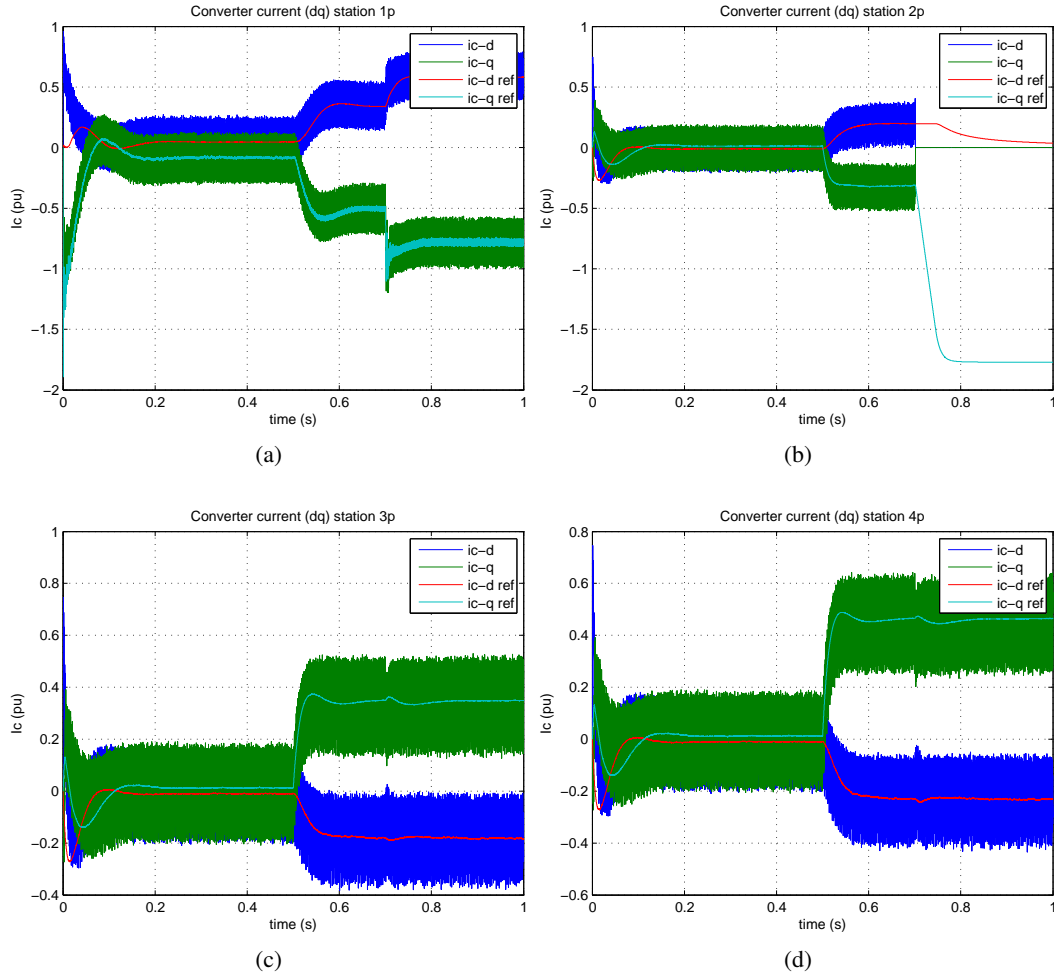 Converter current (dq) station 1p
1
0.5
0
−0.5
−1
−1.5
−2
Ic (pu)
0 0.2 0.4 0.6 0.8 1
time (s)
ic−d
ic−q
ic−d ref
ic−q ref
(a)
Converter current (dq) station 2p
1
0.5
0
−0.5
−1
−1.5
−2
Ic (pu)
0 0.2 0.4 0.6 0.8 1
time (s)
ic−d
ic−q
ic−d ref
ic−q ref
(b)
Converter current (dq) station 3p
1
0.8
0.6
0.4
0.2
0
−0.2
−0.4
Ic (pu)
0 0.2 0.4 0.6 0.8 1
time (s)
ic−d
ic−q
ic−d ref
ic−q ref
(c)
Converter current (dq) station 4p
0.8
0.6
0.4
0.2
0
−0.2
−0.4
−0.6
Ic (pu)
0 0.2 0.4 0.6 0.8 1
time (s)
ic−d
ic−q
ic−d ref
ic−q ref
(d)